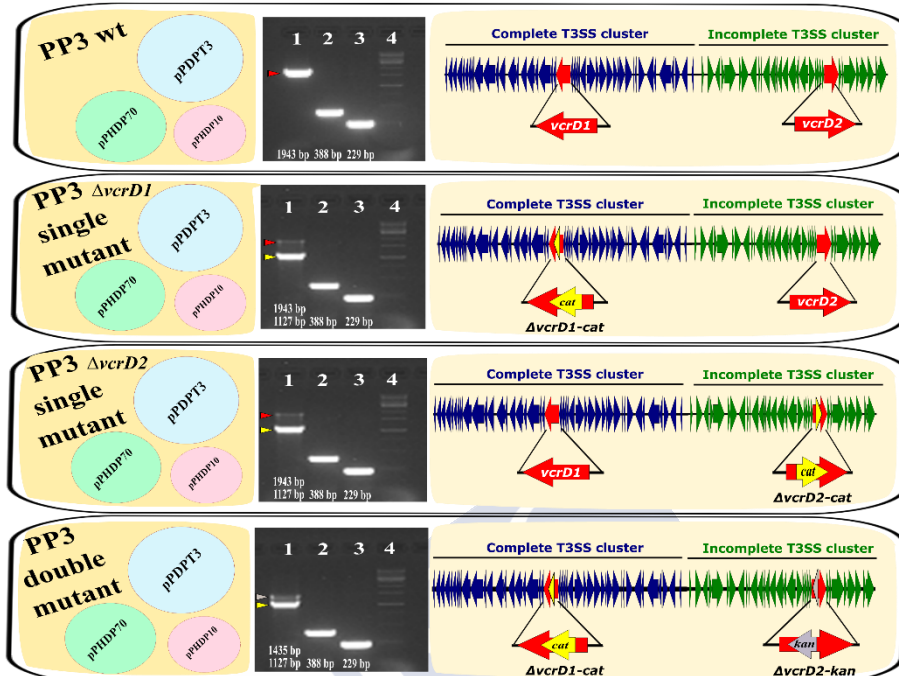 PP3 wt
pPDPT3
pPHDP70
pPHDP10
1 2 3 4
1943 bp 388 bp 229 bp
Complete T3SS cluster
Incomplete T3SS cluster
vcrD1
vcrD2
PP3 ΔvcrD1
single
mutant
pPDPT3
pPHDP70
pPHDP10
1 2 3 4
1943 bp
1127 bp 388 bp 229 bp
Complete T3SS cluster
Incomplete T3SS cluster
cat
ΔvcrD1-cat
vcrD2
PP3 ΔvcrD2
single
mutant
pPDPT3
pPHDP70
pPHDP10
1 2 3 4
1943 bp
1127 bp 388 bp 229 bp
Complete T3SS cluster
Incomplete T3SS cluster
vcrD1
cat
ΔvcrD2-cat
PP3
double
mutant
pPDPT3
pPHDP70
pPHDP10
1 2 3 4
1435 bp
1127 bp 388 bp 229 bp
Complete T3SS cluster
Incomplete T3SS cluster
cat
ΔvcrD1-cat
kan
ΔvcrD2-kan